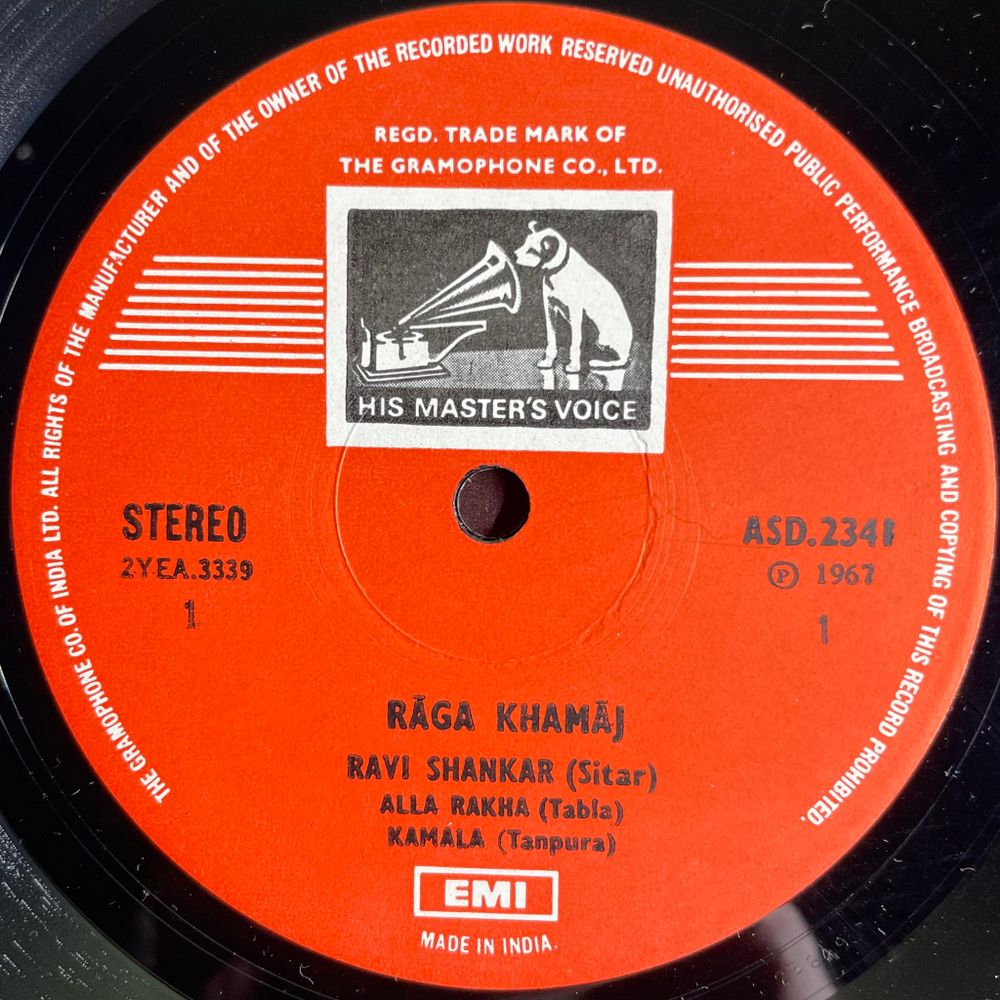 THE GRAMOPHONE CO. OF INDIA LTD. ALL RIGHTS OF THE MANUFACTURER AND OF THE OWNER OF THE RECORDED WORK RESERVED UNAUTHORISED PUBLIC PERFORMANCE BROADCASTING AND COPYING OF THIS RECORD PROHIBITED.
REGD. TRADE MARK OF
THE GRAMOPHONE CO., LTD.
HIS MASTER'S VOICE
STEREO
2YEA.3339
1
ASD.2341
Ⓟ 1967
1
RĀGA KHAMĀJ
RAVI SHANKAR (Sitar)
ALLA RAKHA (Tabla)
KAMALA (Tanpura)
EMI
MADE IN INDIA.